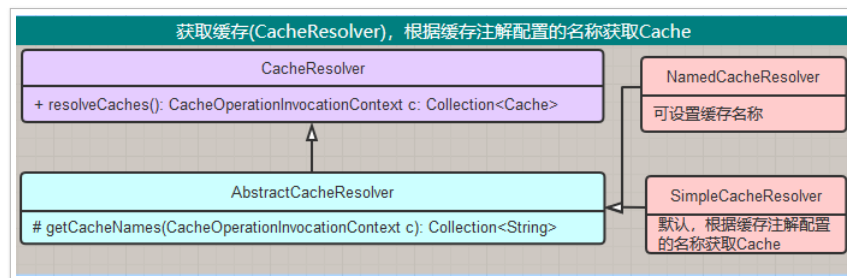 获取缓存(CacheResolver)，根据缓存注解配置的名称获取Cache
CacheResolver
+ resolveCaches(): CacheOperationInvocationContext c: Collection<Cache>
NamedCacheResolver
可设置缓存名称
AbstractCacheResolver
# getCacheNames(CacheOperationInvocationContext c): Collection<String>
SimpleCacheResolver
默认，根据缓存注解配置
的名称获取Cache